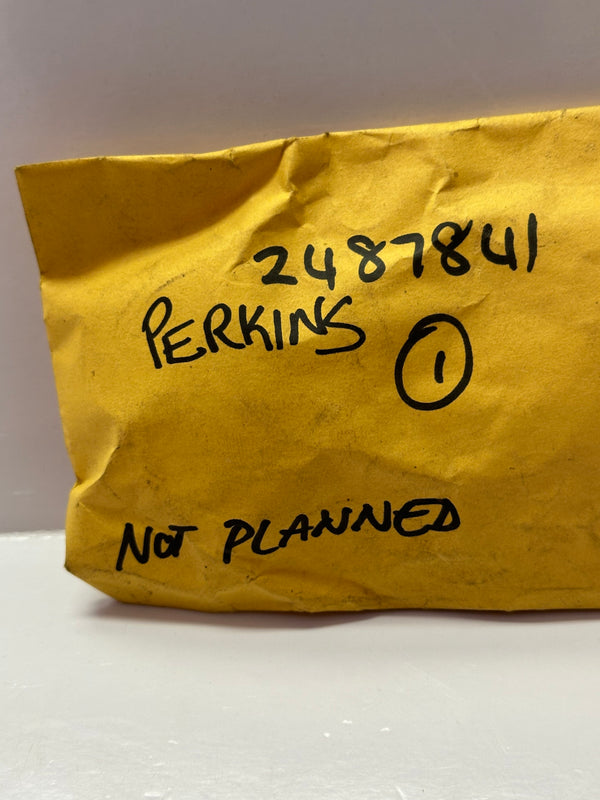 2487841
PERKINS
1
NOT PLANNED